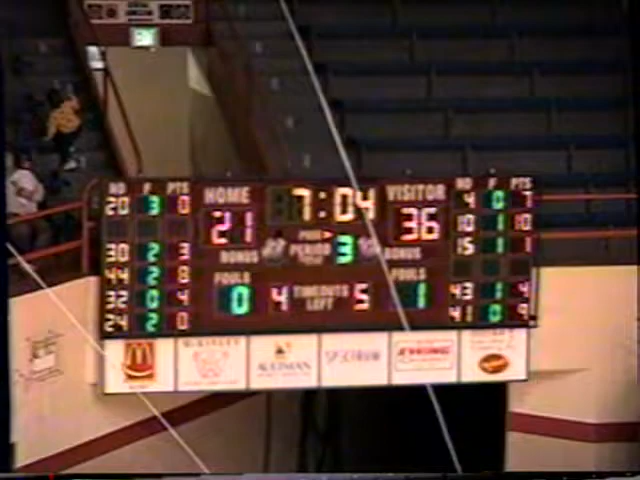 NO F PTS HOME 7:04 VISITOR NO F PTS
20 3 0 21 36 4 0 7
10 1 10
BONUS PERIOD 3 BONUS 15 1 1
30 2 3
44 2 8 FOULS FOULS
32 0 4 0 4 TIMEOUTS LEFT 5 1 43 1 4
24 2 0 41 0 9
McDonald's AULTMAN SPECTRUM